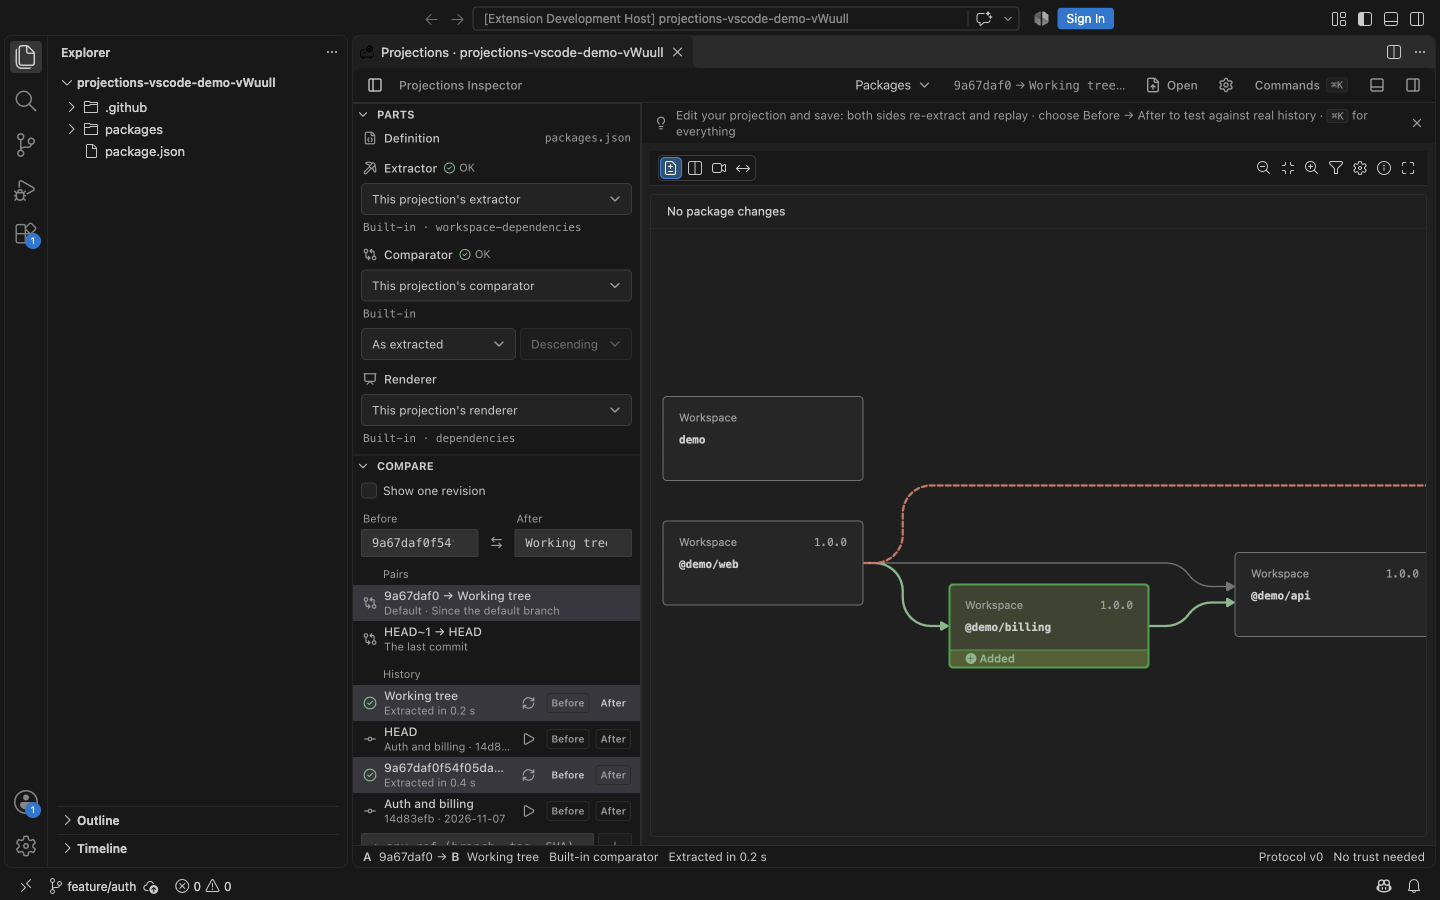 [Extension Development Host] projections-vscode-demo-vWuull
Sign In
Explorer
projections-vscode-demo-vWuull
.github
packages
package.json
Outline
Timeline
1
1
Projections · projections-vscode-demo-vWuull
Projections Inspector
Packages
9a67daf0 → Working tree…
Open
Commands ⌘K
PARTS
Definition packages.json
Extractor OK
This projection's extractor
Built-in · workspace-dependencies
Comparator OK
This projection's comparator
Built-in
As extracted Descending
Renderer
This projection's renderer
Built-in · dependencies
COMPARE
Show one revision
Before After
9a67daf0f54 Working tre
Pairs
9a67daf0 → Working tree
Default · Since the default branch
HEAD~1 → HEAD
The last commit
History
Working tree
Extracted in 0.2 s
Before After
HEAD
Auth and billing · 14d8…
Before After
9a67daf0f54f05da…
Extracted in 0.4 s
Before After
Auth and billing
14d83efb · 2026-11-07
Before After
Edit your projection and save: both sides re-extract and replay · choose Before → After to test against real history · ⌘K for
everything
No package changes
Workspace
demo
Workspace 1.0.0
@demo/web
Workspace 1.0.0
@demo/billing
Added
Workspace 1.0.0
@demo/api
A 9a67daf0 → B Working tree Built-in comparator Extracted in 0.2 s
Protocol v0 No trust needed
feature/auth
0 0